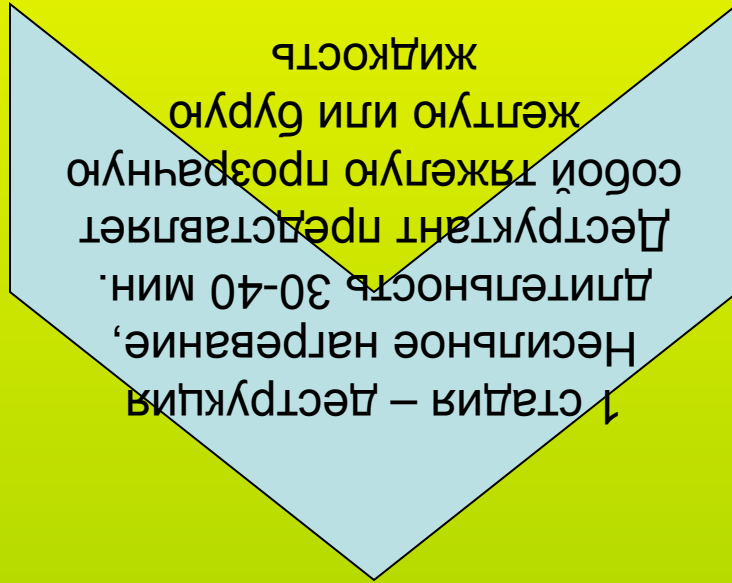 1 стадия – деструкция
Несильное нагревание,
длительность 30-40 мин.
Деструктант представляет
собой тяжелую прозрачную
желтую или бурую
жидкость